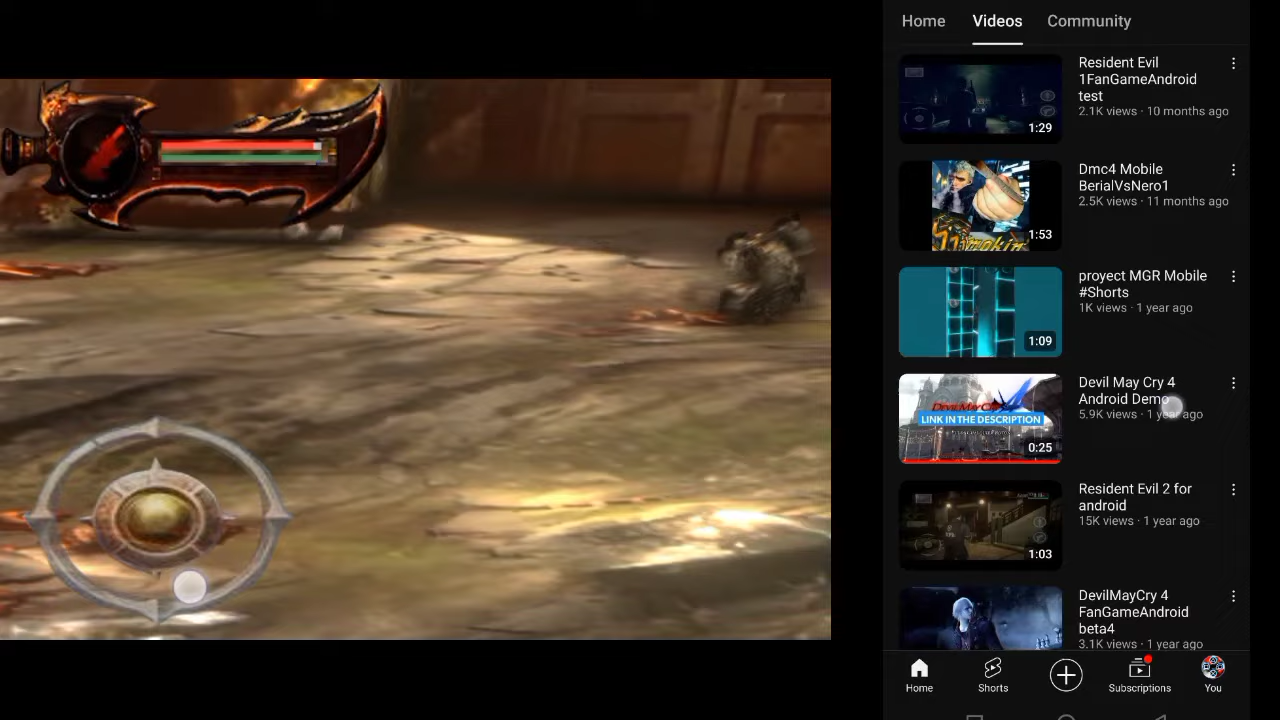 Home Videos Community
Resident Evil
1FanGameAndroid
test
2.1K views · 10 months ago
1:29
Dmc4 Mobile
BerialVsNero1
2.5K views · 11 months ago
1:53
proyect MGR Mobile
#Shorts
1K views · 1 year ago
1:09
Devil May Cry 4
Android Demo
5.9K views · 1 year ago
DevilMayCry
LINK IN THE DESCRIPTION
0:25
Resident Evil 2 for
android
15K views · 1 year ago
1:03
DevilMayCry 4
FanGameAndroid
beta4
3.1K views · 1 year ago
Home Shorts Subscriptions You